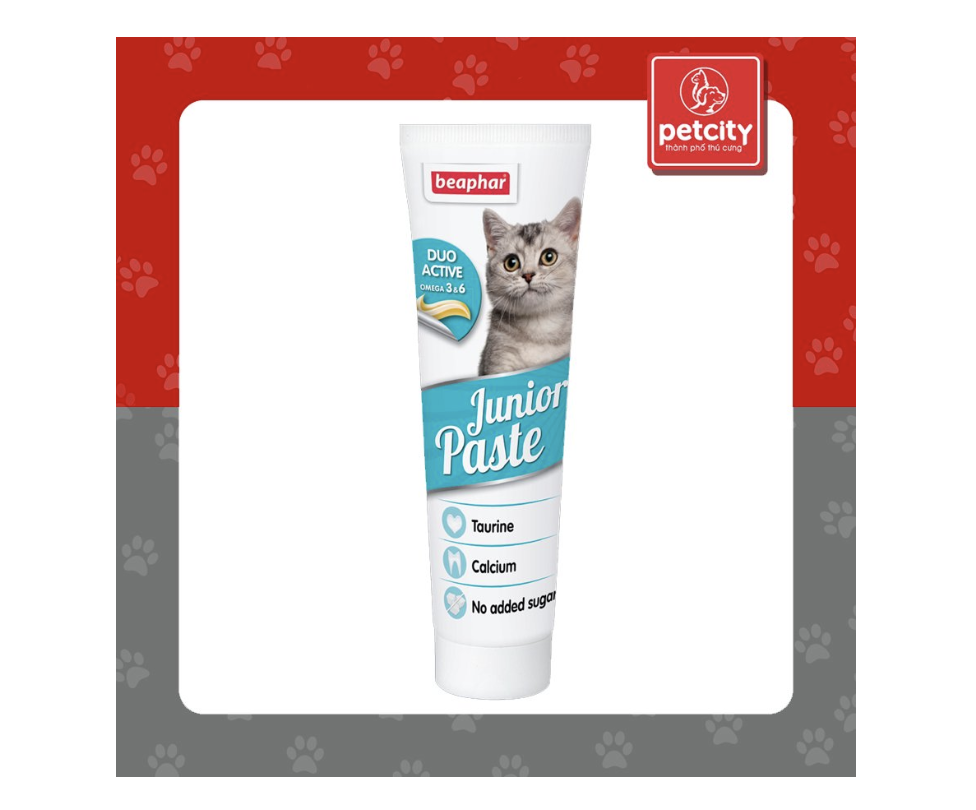 petcity
thành phố thú cưng
beaphar
DUO
ACTIVE
OMEGA 3 & 6
Junior
Paste
Taurine
Calcium
No added sugar